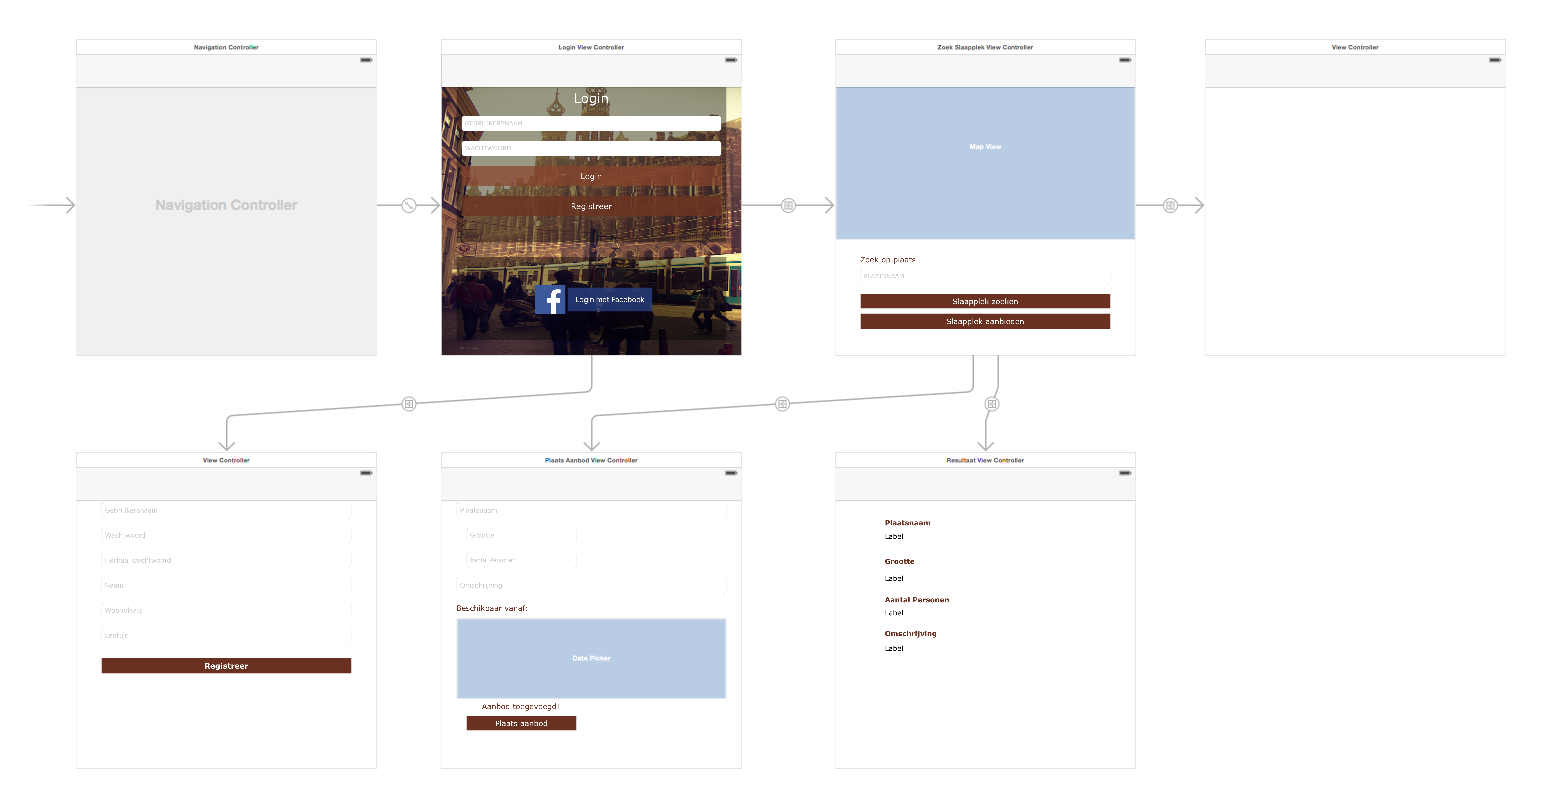 Navigation Controller
Navigation Controller
Login View Controller
Login
GEBRUIKERSNAAM
WACHTWOORD
Login
Registreer
Login met Facebook
Zoek Slaapplek View Controller
Map View
Zoek op plaats
PLAATSNAAM
Slaapplek zoeken
Slaapplek aanbieden
View Controller
View Controller
Gebruikersnaam
Wachtwoord
Herhaal wachtwoord
Naam
Woonplaats
Leeftijd
Registreer
Plaats Aanbod View Controller
Plaatsnaam
Grootte
Aantal Personen
Omschrijving
Beschikbaar vanaf:
Date Picker
Aanbod toegevoegd!
Plaats aanbod
Resultaat View Controller
Plaatsnaam
Label
Grootte
Label
Aantal Personen
Label
Omschrijving
Label